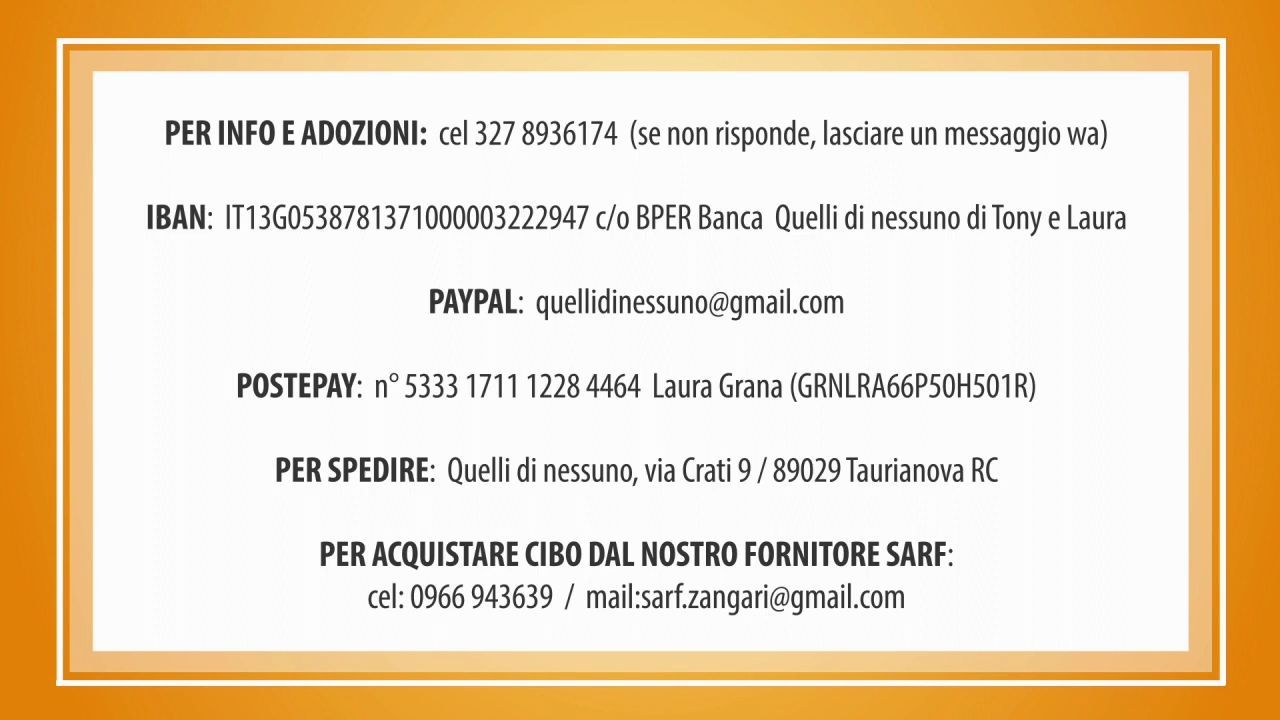 PER INFO E ADOZIONI: cel 327 8936174 (se non risponde, lasciare un messaggio wa)
IBAN: IT13G0538781371000003222947 c/o BPER Banca Quelli di nessuno di Tony e Laura
PAYPAL: quellidinessuno@gmail.com
POSTEPAY: n° 5333 1711 1228 4464 Laura Grana (GRNLRA66P50H501R)
PER SPEDIRE: Quelli di nessuno, via Crati 9 / 89029 Taurianova RC
PER ACQUISTARE CIBO DAL NOSTRO FORNITORE SARF:
cel: 0966 943639 / mail:sarf.zangari@gmail.com